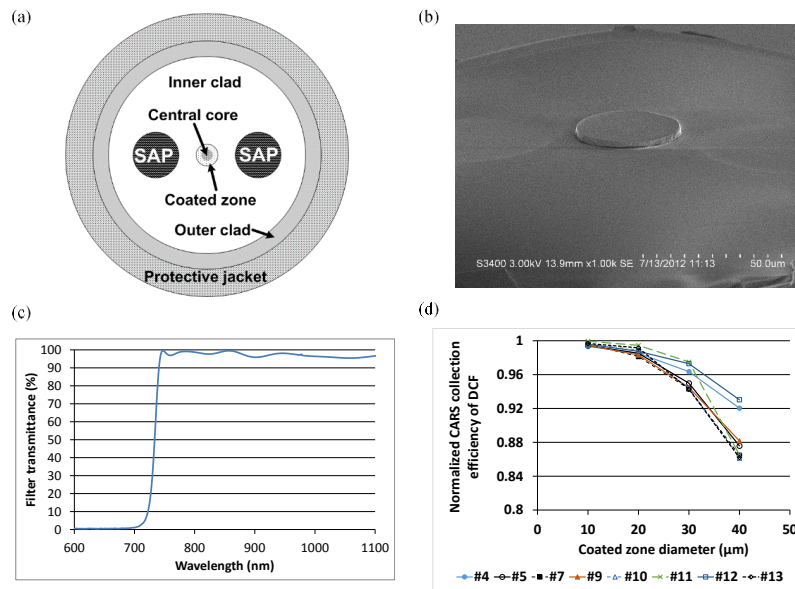 (a)
Inner clad
Central core
SAP SAP
Coated zone
Outer clad
Protective jacket
(b)
S3400 3.00kV 13.9mm x1.00k SE 7/13/2012 11:13 50.0um
(c)
Filter transmittance (%)
100
90
80
70
60
50
40
30
20
10
0
600 700 800 900 1000 1100
Wavelength (nm)
(d)
Normalized CARS collection
efficiency of DCF
1
0.96
0.92
0.88
0.84
0.8
0 10 20 30 40 50
Coated zone diameter (μm)
#4 #5 #7 #9 #10 #11 #12 #13